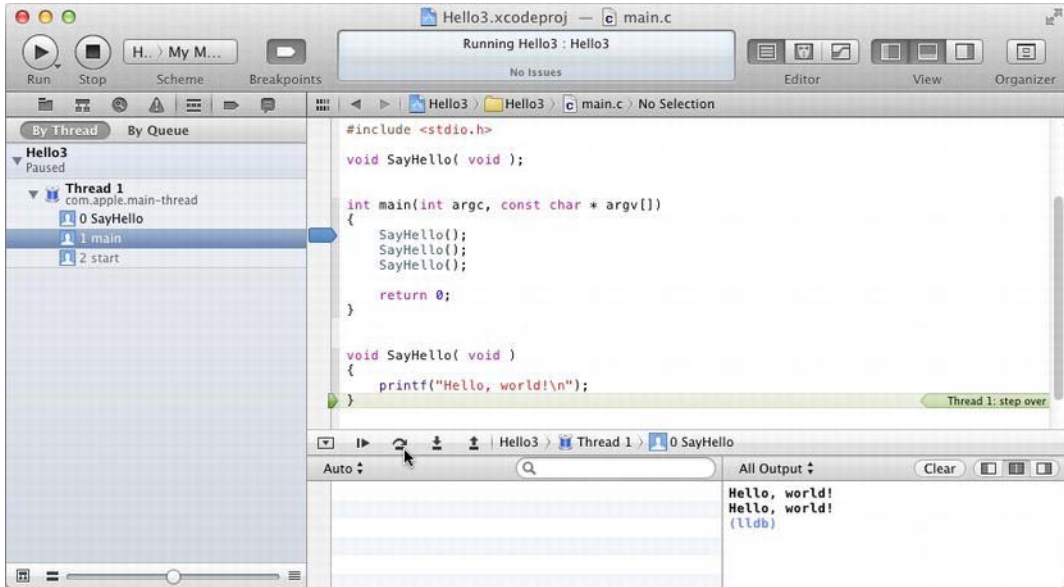 Hello3.xcodeproj — main.c
Run
Stop
H.. › My M...
Scheme
Breakpoints
Running Hello3 : Hello3
No Issues
Editor
View
Organizer
By Thread
By Queue
Hello3 › Hello3 › main.c › No Selection
Hello3
Paused
Thread 1
com.apple.main-thread
0 SayHello
1 main
2 start
#include <stdio.h>
void SayHello( void );
int main(int argc, const char * argv[])
{
SayHello();
SayHello();
SayHello();
return 0;
}
void SayHello( void )
{
printf("Hello, world!\n");
}
Thread 1: step over
Hello3 › Thread 1 › 0 SayHello
Auto
All Output
Clear
Hello, world!
Hello, world!
(lldb)